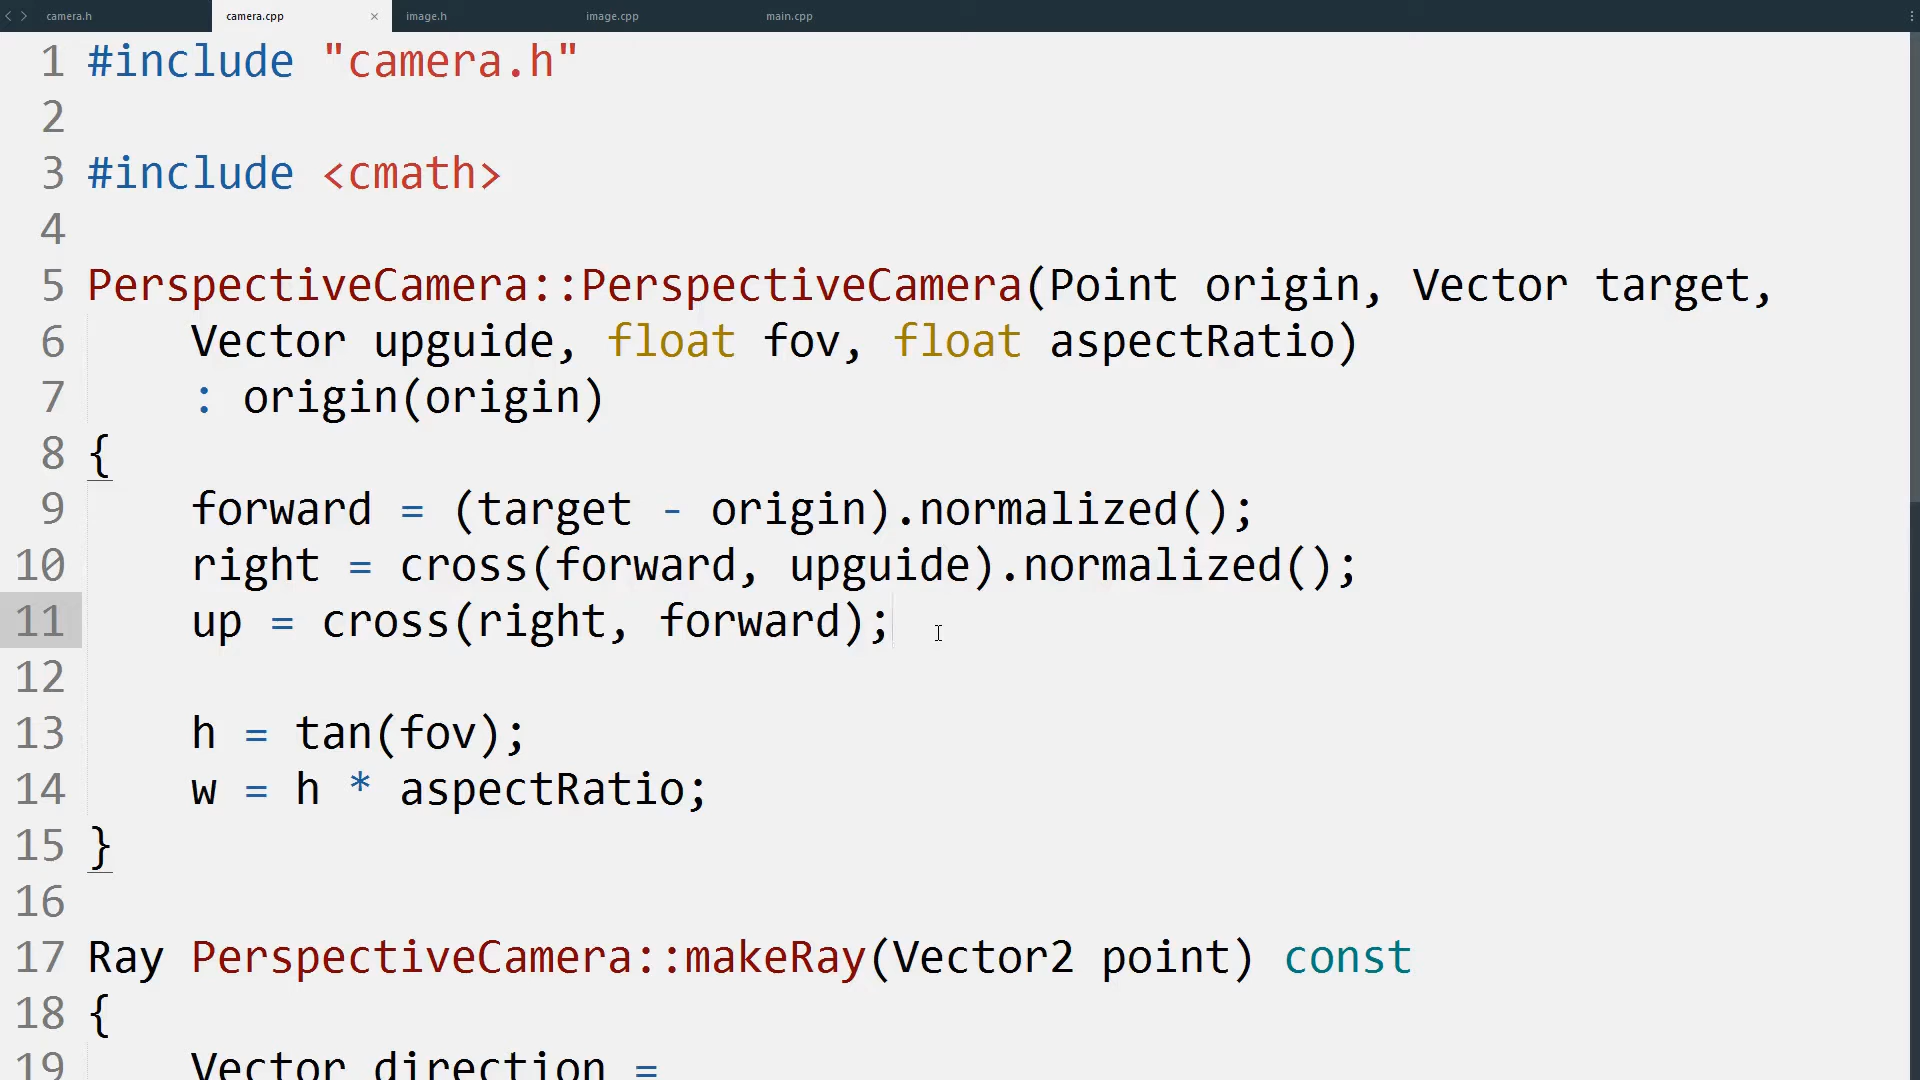 camera.h camera.cpp image.h image.cpp main.cpp
1 #include "camera.h"
2
3 #include <cmath>
4
5 PerspectiveCamera::PerspectiveCamera(Point origin, Vector target,
6 Vector upguide, float fov, float aspectRatio)
7 : origin(origin)
8 {
9 forward = (target - origin).normalized();
10 right = cross(forward, upguide).normalized();
11 up = cross(right, forward);
12
13 h = tan(fov);
14 w = h * aspectRatio;
15 }
16
17 Ray PerspectiveCamera::makeRay(Vector2 point) const
18 {
19 Vector direction =